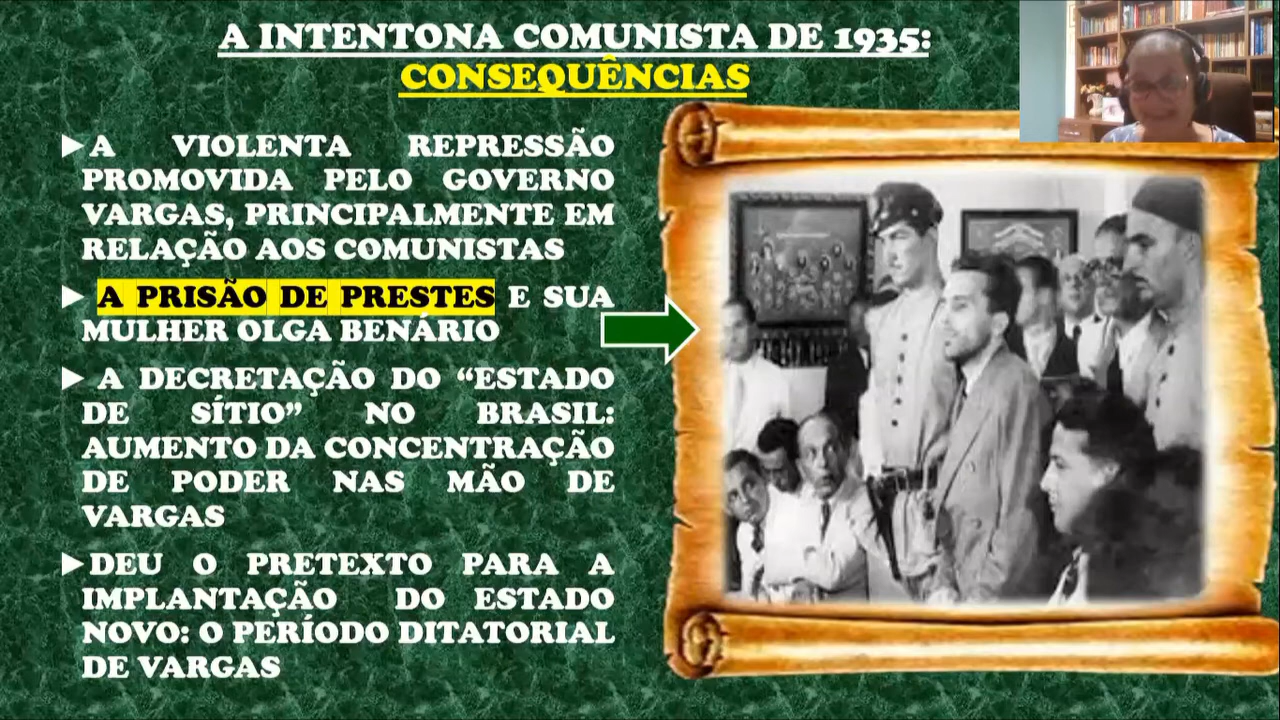 A INTENTONA COMUNISTA DE 1935:
CONSEQUÊNCIAS
►A VIOLENTA REPRESSÃO
PROMOVIDA PELO GOVERNO
VARGAS, PRINCIPALMENTE EM
RELAÇÃO AOS COMUNISTAS
► A PRISÃO DE PRESTES E SUA
MULHER OLGA BENÁRIO
► A DECRETAÇÃO DO “ESTADO
DE SÍTIO” NO BRASIL:
AUMENTO DA CONCENTRAÇÃO
DE PODER NAS MÃO DE
VARGAS
►DEU O PRETEXTO PARA A
IMPLANTAÇÃO DO ESTADO
NOVO: O PERÍODO DITATORIAL
DE VARGAS